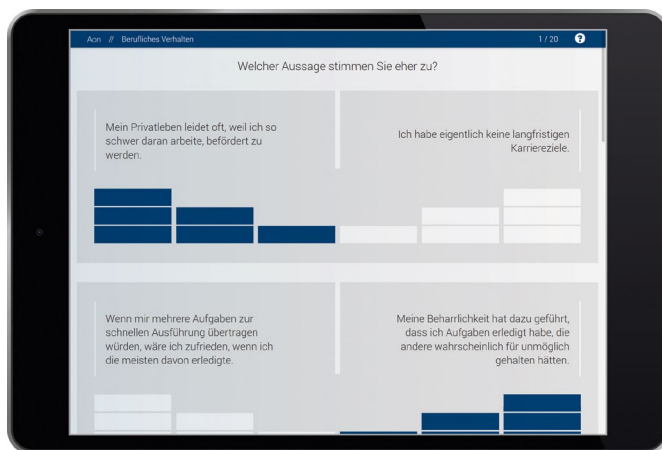 Aon // Berufliches Verhalten
1 / 20
?
Welcher Aussage stimmen Sie eher zu?
Mein Privatleben leidet oft, weil ich so
schwer daran arbeite, befördert zu
werden.
Ich habe eigentlich keine langfristigen
Karriereziele.
Wenn mir mehrere Aufgaben zur
schnellen Ausführung übertragen
würden, wäre ich zufrieden, wenn ich
die meisten davon erledigte.
Meine Beharrlichkeit hat dazu geführt,
dass ich Aufgaben erledigt habe, die
andere wahrscheinlich für unmöglich
gehalten hätten.